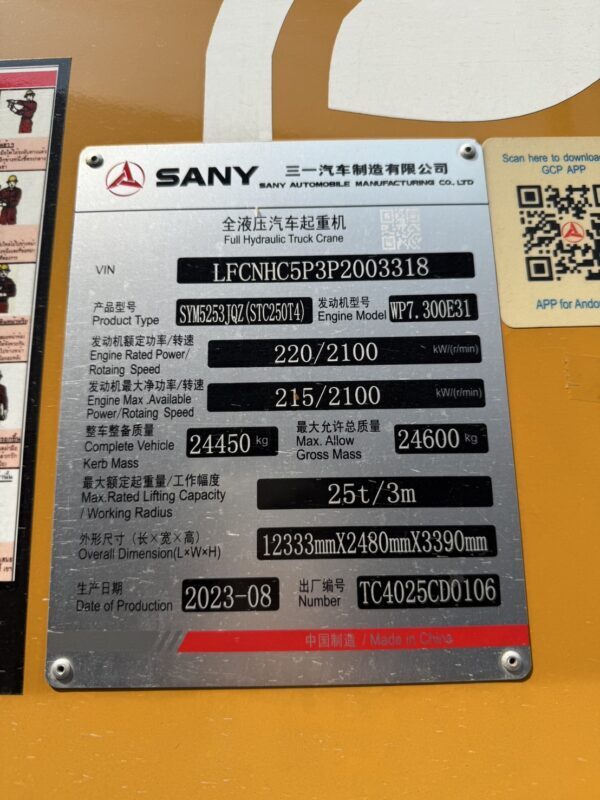 SANY 三一汽车制造有限公司
SANY AUTOMOBILE MANUFACTURING CO., LTD
全液压汽车起重机
Full Hydraulic Truck Crane
VIN LFCNHC5P3P2003318
产品型号 SYM5253JQZ(STC250T4) 发动机型号 WP7.300E31
Product Type Engine Model
发动机额定功率/转速
Engine Rated Power/ 220/2100 kW/(r/min)
Rotaing Speed
发动机最大净功率/转速
Engine Max .Available 215/2100 kW/(r/min)
Power/Rotaing Speed
整车整备质量 最大允许总质量
Complete Vehicle 24450 kg Max. Allow 24600 kg
Kerb Mass Gross Mass
最大额定起重量/工作幅度
Max.Rated Lifting Capacity 25t/3m
/ Working Radius
外形尺寸（长×宽×高） 12333mmX2480mmX3390mm
Overall Dimension(L×W×H)
生产日期 2023-08 出厂编号 TC4025CD0106
Date of Production Number
中国制造 / Made in China
Scan here to download
GCP APP
APP for